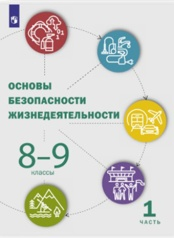 ОСНОВЫ
БЕЗОПАСНОСТИ
ЖИЗНЕДЕЯТЕЛЬНОСТИ
8–9
КЛАССЫ
1
ЧАСТЬ